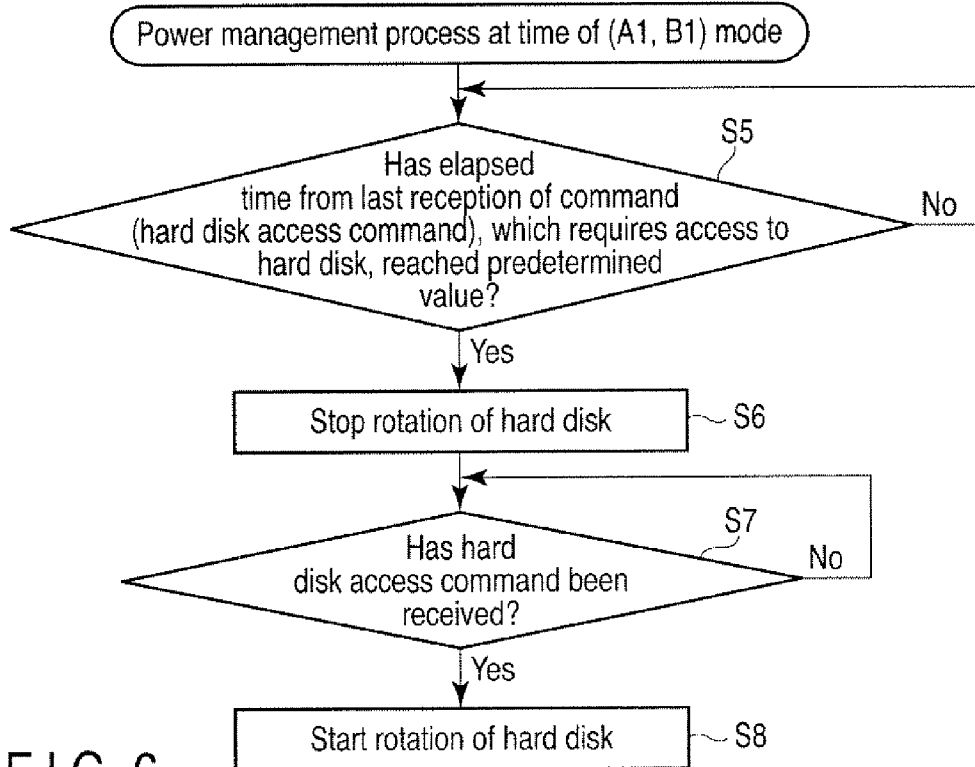 Power management process at time of (A1, B1) mode
S5
Has elapsed
time from last reception of command
(hard disk access command), which requires access to
hard disk, reached predetermined
value?
No
Yes
Stop rotation of hard disk
S6
S7
Has hard
disk access command been
received?
No
Yes
Start rotation of hard disk
S8
FIG. 6